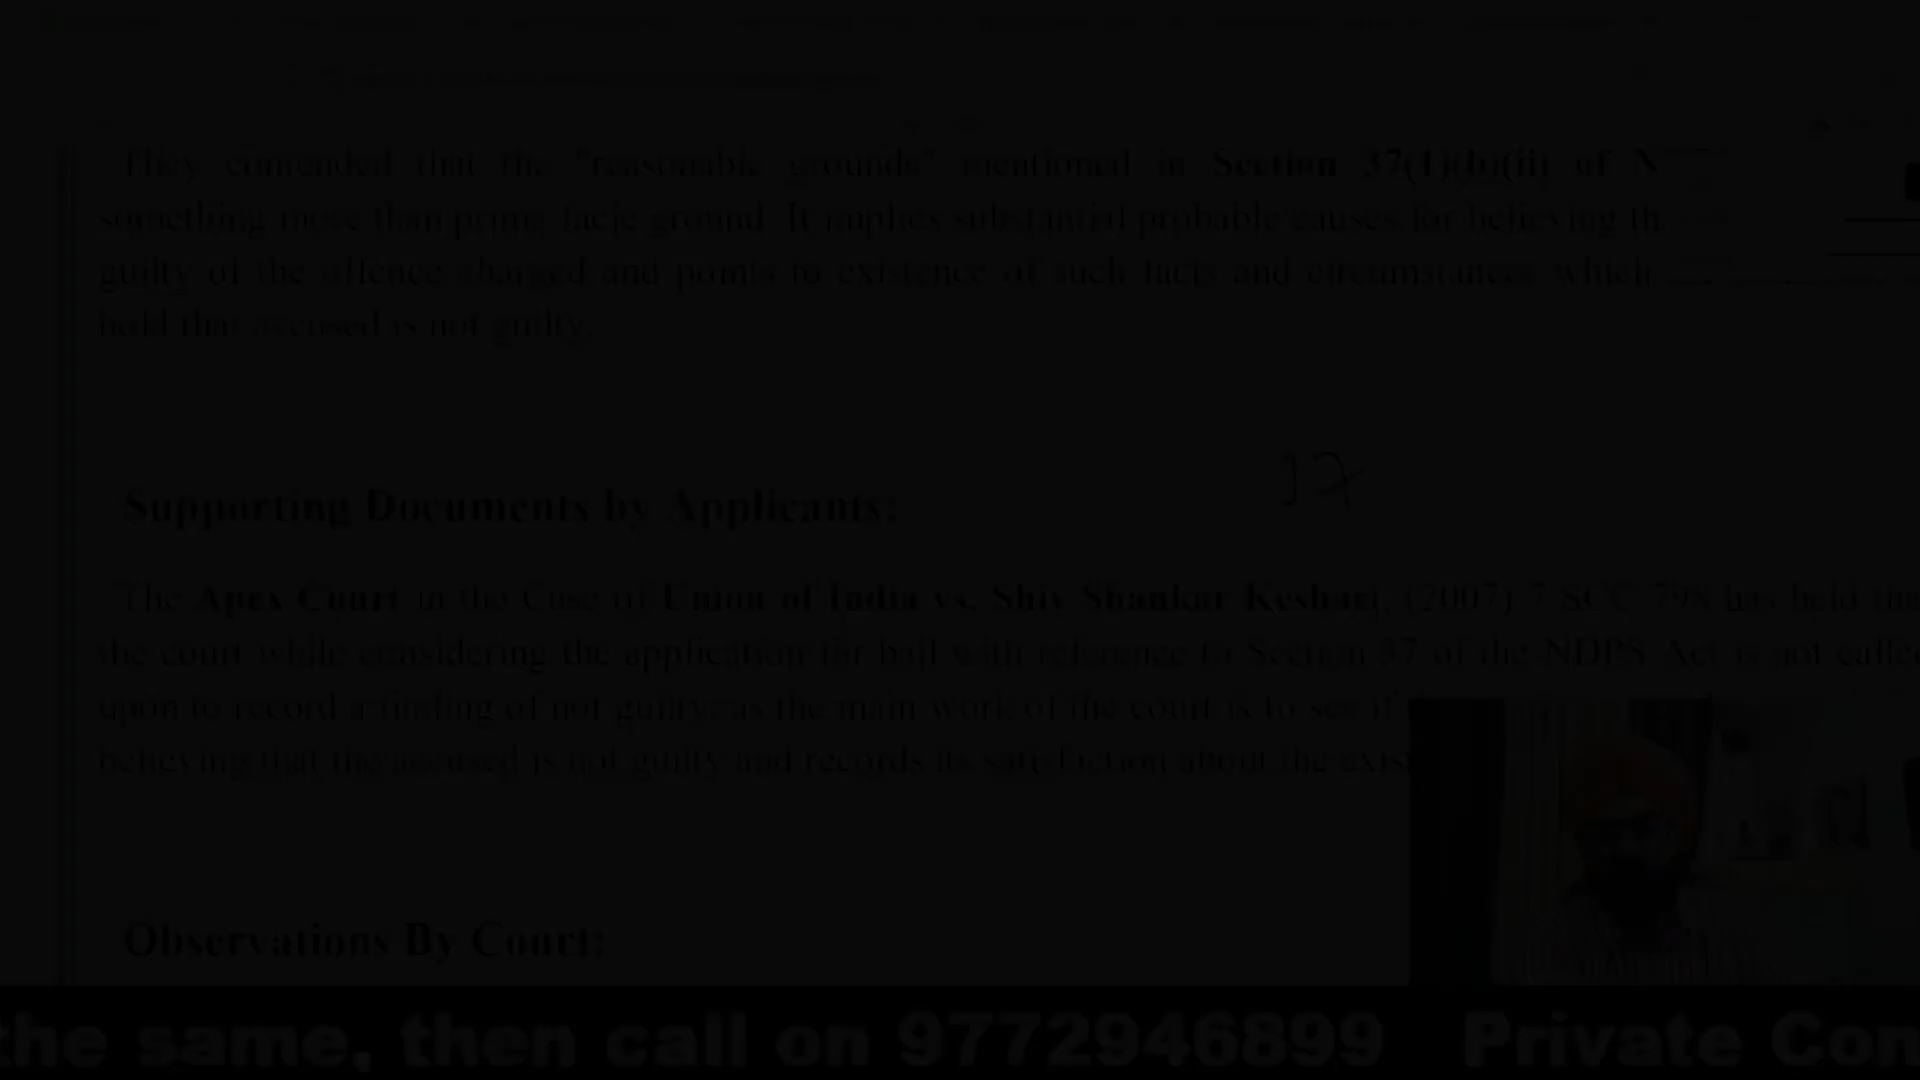 They contended that the "reasonable grounds" mentioned in Section 37(1)(b)(ii) of N
something more than prima facie ground. It implies substantial probable causes for believing th
guilty of the offence charged and points to existence of such facts and circumstances which
hold that accused is not guilty.
Supporting Documents by Applicants:
The Apex Court in the Case of Union of India vs. Shiv Shankar Keshari, (2007) 7 SCC 798 has held tha
the court while considering the application for bail with reference to Section 37 of the NDPS Act is not calle
upon to record a finding of not guilty; as the main work of the court is to see if
believing that the accused is not guilty and records its satisfaction about the exis
Observations By Court:
the same, then call on 9772946899 Private Con